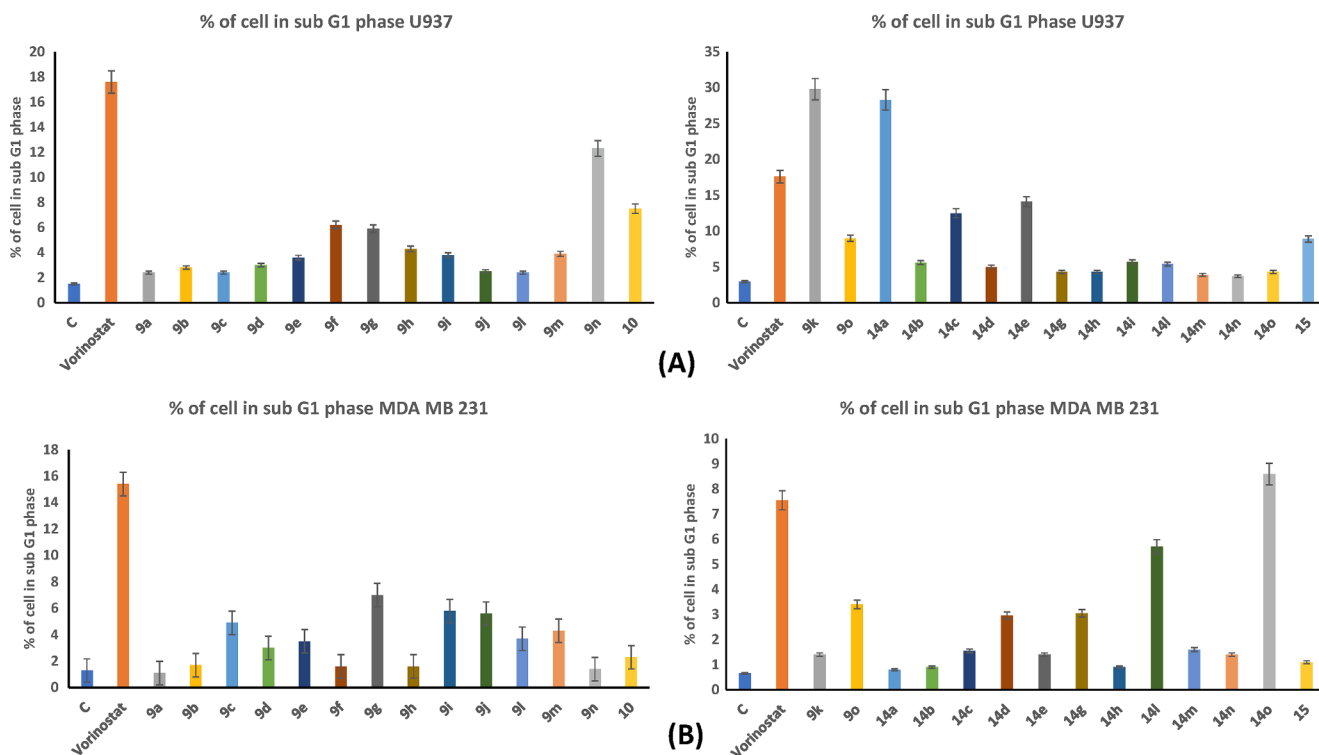 % of cell in sub G1 phase U937
% of cell in sub G1 phase
20
18
16
14
12
10
8
6
4
2
0
C
Vorinostat
9a
9b
9c
9d
9e
9f
9g
9h
9i
9j
9l
9m
9n
10
% of cell in sub G1 Phase U937
% of cell in sub G1 phase
35
30
25
20
15
10
5
0
C
Vorinostat
9k
9o
14a
14b
14c
14d
14e
14g
14h
14i
14l
14m
14n
14o
15
(A)
% of cell in sub G1 phase MDA MB 231
% of cell in sub G1 phase
18
16
14
12
10
8
6
4
2
0
C
Vorinostat
9a
9b
9c
9d
9e
9f
9g
9h
9i
9j
9l
9m
9n
10
% of cell in sub G1 phase MDA MB 231
% of cell in sub G1 phase
10
9
8
7
6
5
4
3
2
1
0
C
Vorinostat
9k
9o
14a
14b
14c
14d
14e
14g
14h
14l
14m
14n
14o
15
(B)